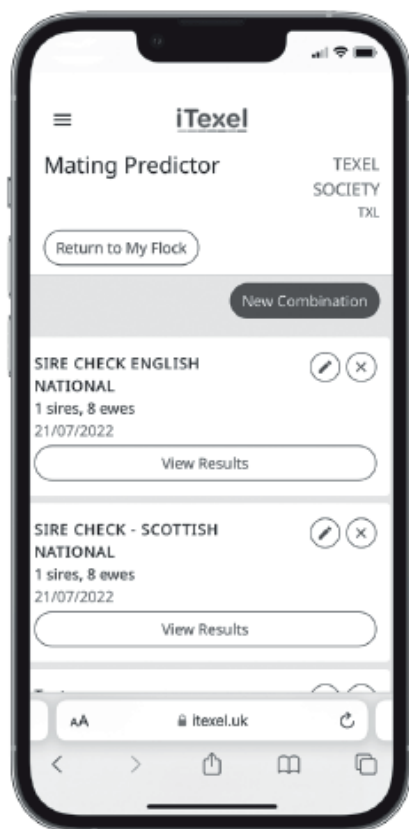 iTexel
Mating Predictor
TEXEL
SOCIETY
TXL
Return to My Flock
New Combination
SIRE CHECK ENGLISH
NATIONAL
1 sires, 8 ewes
21/07/2022
View Results
SIRE CHECK - SCOTTISH
NATIONAL
1 sires, 8 ewes
21/07/2022
View Results
AA
itexel.uk